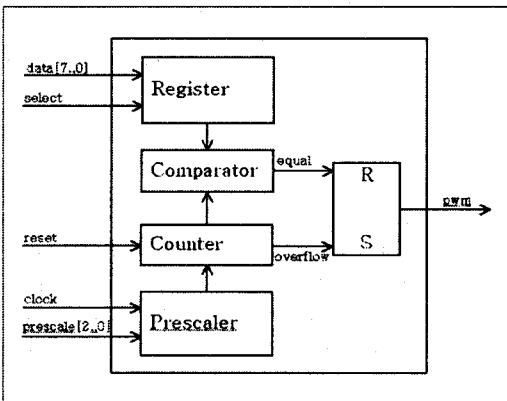 data[7..0]
select
Register
Comparator
equal
R
pwm
S
reset
Counter
overflow
clock
prescale[2..0]
Prescaler